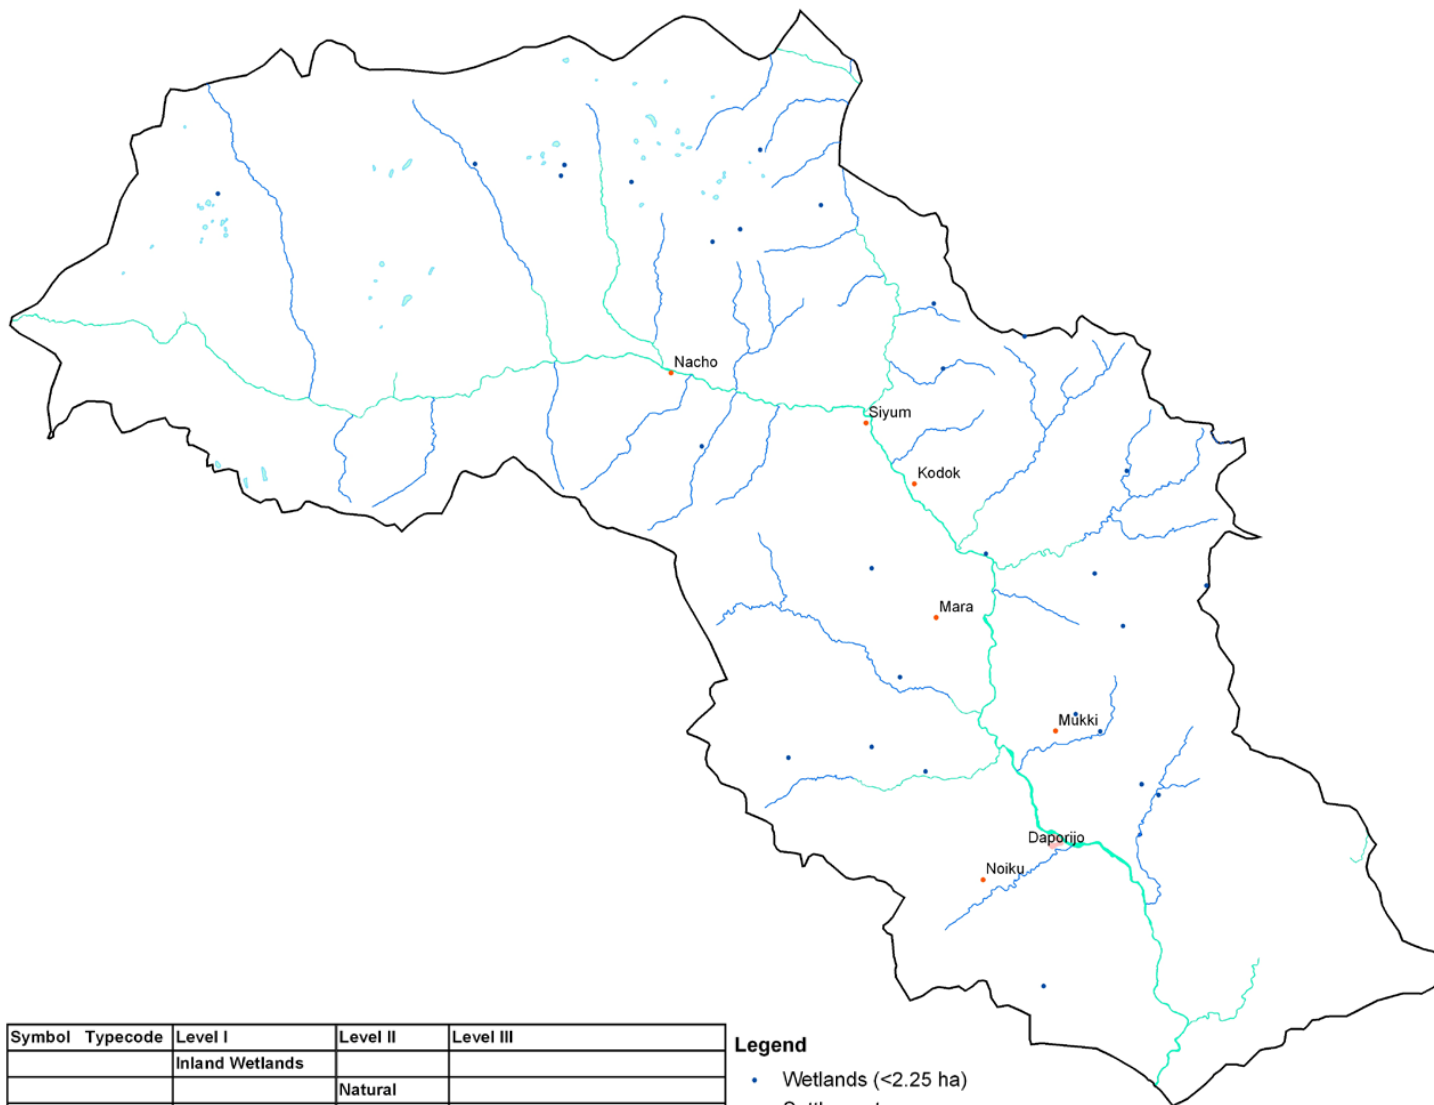 Nacho
Siyum
Kodok
Mara
Mukki
Daporijo
Noiku
Symbol Typecode Level I Level II Level III
Inland Wetlands
Natural
Legend
Wetlands (<2.25 ha)